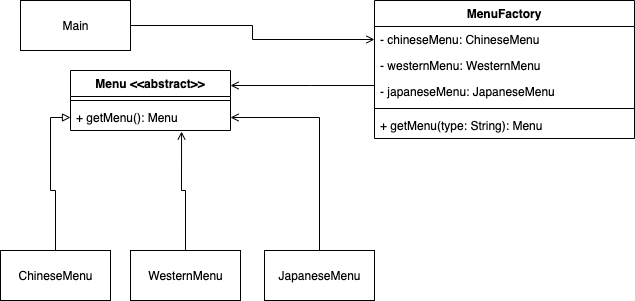 Main
MenuFactory
- chineseMenu: ChineseMenu
- westernMenu: WesternMenu
- japaneseMenu: JapaneseMenu
+ getMenu(type: String): Menu
Menu <<abstract>>
+ getMenu(): Menu
ChineseMenu
WesternMenu
JapaneseMenu